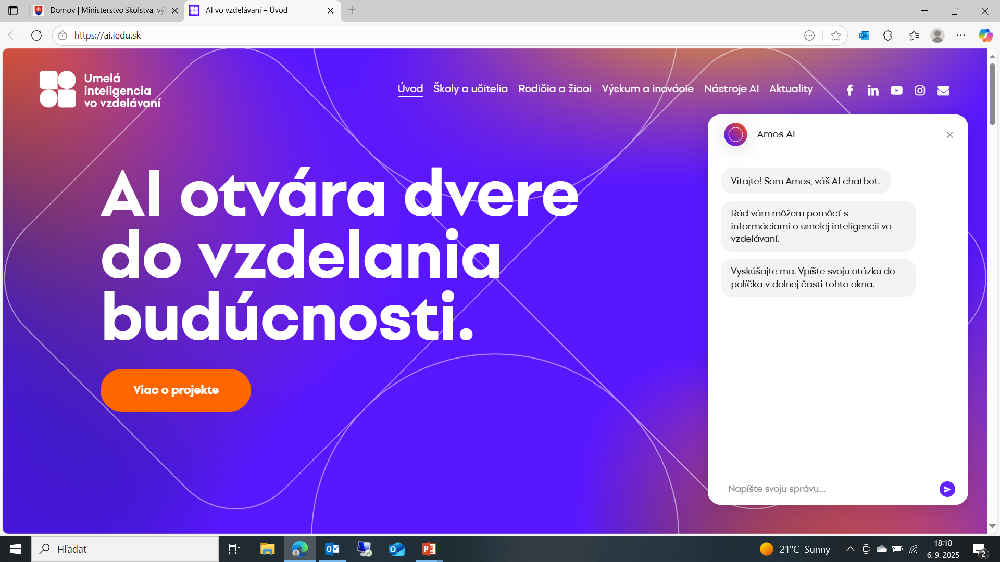 Domov | Ministerstvo školstva, vý
AI vo vzdelávaní – Úvod
https://ai.iedu.sk
Umelá
inteligencia
vo vzdelávaní
Úvod
Školy a učitelia
Rodičia a žiaci
Výskum a inovácie
Nástroje AI
Aktuality
AI otvára dvere
do vzdelania
budúcnosti.
Viac o projekte
Amos AI
Vitajte! Som Amos, váš AI chatbot.
Rád vám môžem pomôcť s
informáciami o umelej inteligencii vo
vzdelávaní.
Vyskúšajte ma. Vpíšte svoju otázku do
políčka v dolnej časti tohto okna.
Napíšte svoju správu...
Hľadať
21°C Sunny
18:18
6. 9. 2025
2